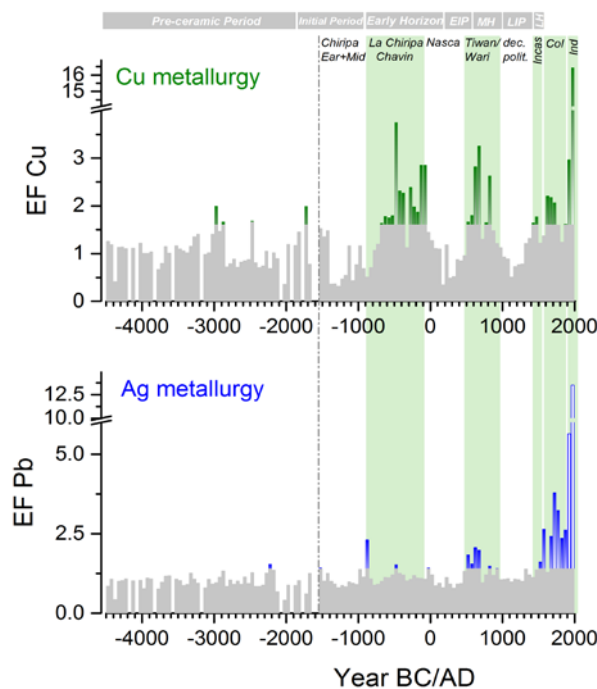 Pre-ceramic Period Initial Period Early Horizon EIP MH LIP LH
Chiripa La Chiripa Nasca Tiwan/ dec. Incas Col Ind
Ear+Mid Chavin Wari polit.
Cu metallurgy
16
15
3
2
1
0
EF Cu
-4000 -3000 -2000 -1000 0 1000 2000
Ag metallurgy
12.5
10.0
5.0
2.5
0.0
EF Pb
-4000 -3000 -2000 -1000 0 1000 2000
Year BC/AD